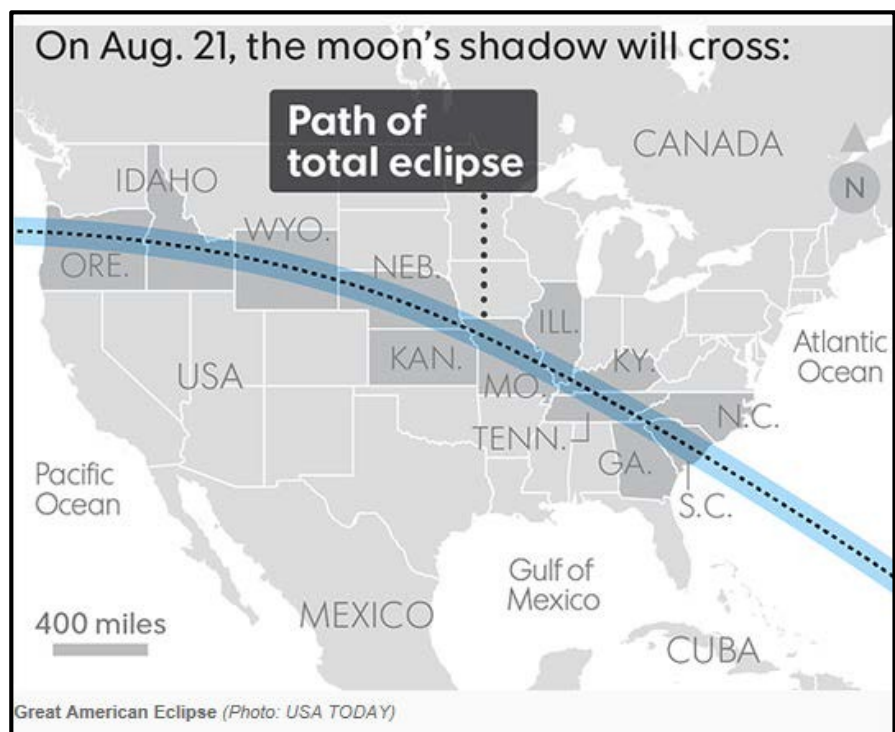 On Aug. 21, the moon's shadow will cross:
Path of
total eclipse
CANADA
N
IDAHO
WYO.
ORE.
NEB.
ILL.
KAN.
KY.
USA
MO.
Atlantic
Ocean
N.C.
TENN.
GA.
Pacific
Ocean
S.C.
Gulf of
Mexico
MEXICO
400 miles
CUBA
Great American Eclipse (Photo: USA TODAY)